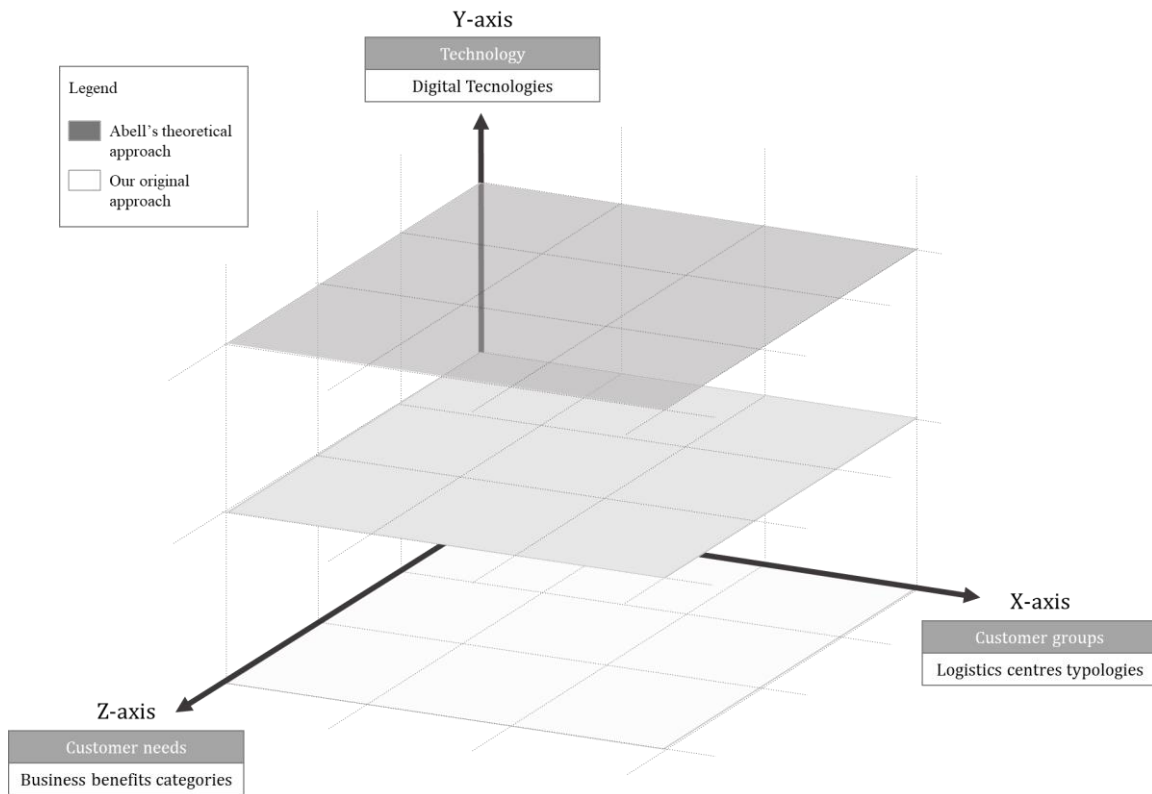 Y-axis
Technology
Digital Tecnologies
Legend
Abell's theoretical
approach
Our original
approach
X-axis
Customer groups
Logistics centres typologies
Z-axis
Customer needs
Business benefits categories